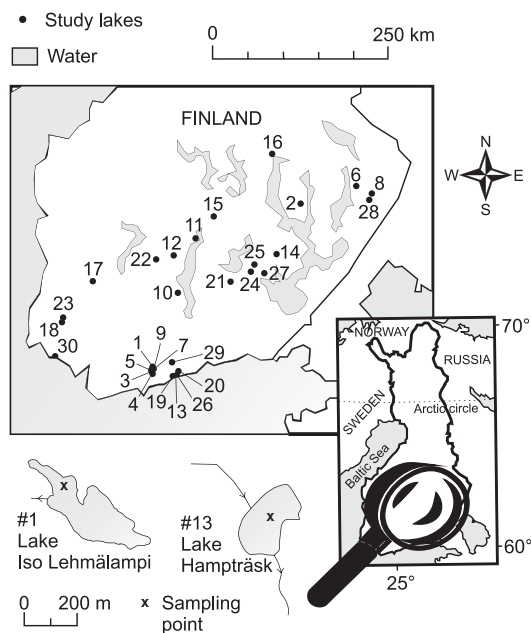 Study lakes
Water
0 250 km
FINLAND
N
W E
S
16
6
8
2
28
15
11
12
22
25
14
17
10
21
24
27
23
18
30
1
9
7
29
5
3
4
19
13
26
20
70°
NORWAY
RUSSIA
SWEDEN
Arctic circle
Baltic Sea
60°
25°
#1
Lake
Iso Lehmälampi
#13
Lake
Hampträsk
0 200 m
x Sampling
point
x
x